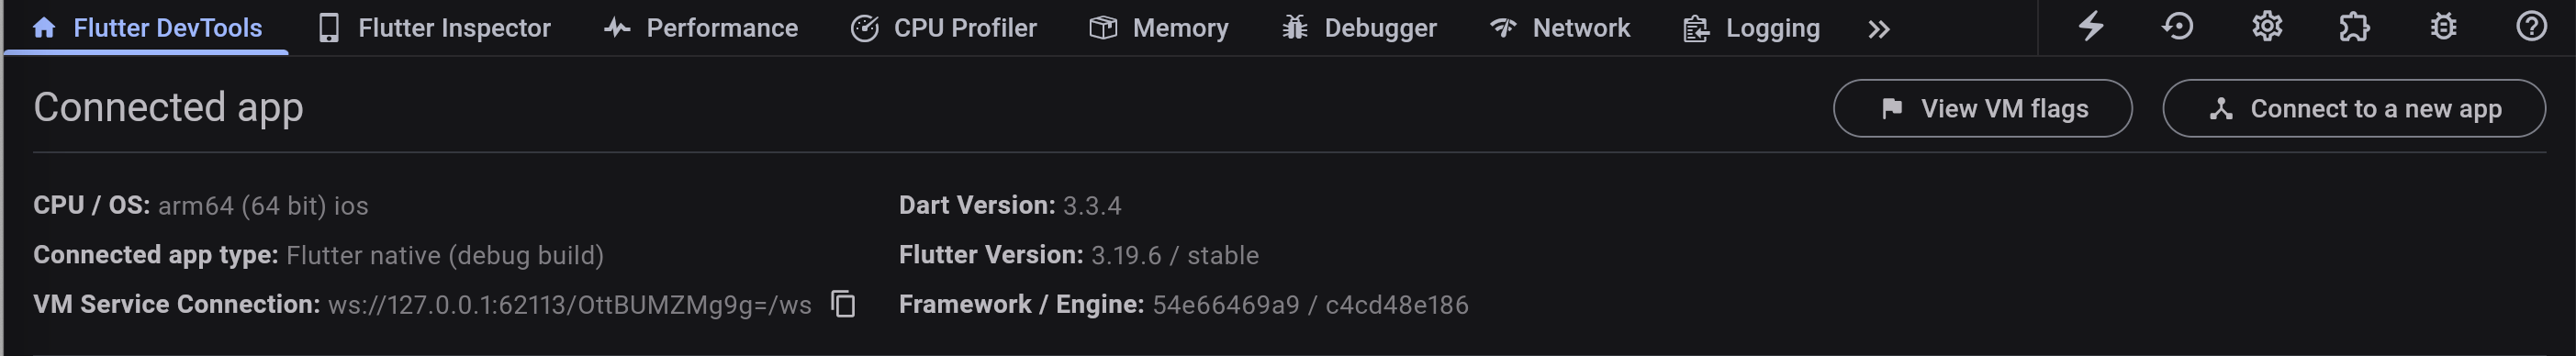 Flutter DevTools Flutter Inspector Performance CPU Profiler Memory Debugger Network Logging
Connected app View VM flags Connect to a new app
CPU / OS: arm64 (64 bit) ios Dart Version: 3.3.4
Connected app type: Flutter native (debug build) Flutter Version: 3.19.6 / stable
VM Service Connection: ws://127.0.0.1:62113/OttBUMZMg9g=/ws Framework / Engine: 54e66469a9 / c4cd48e186